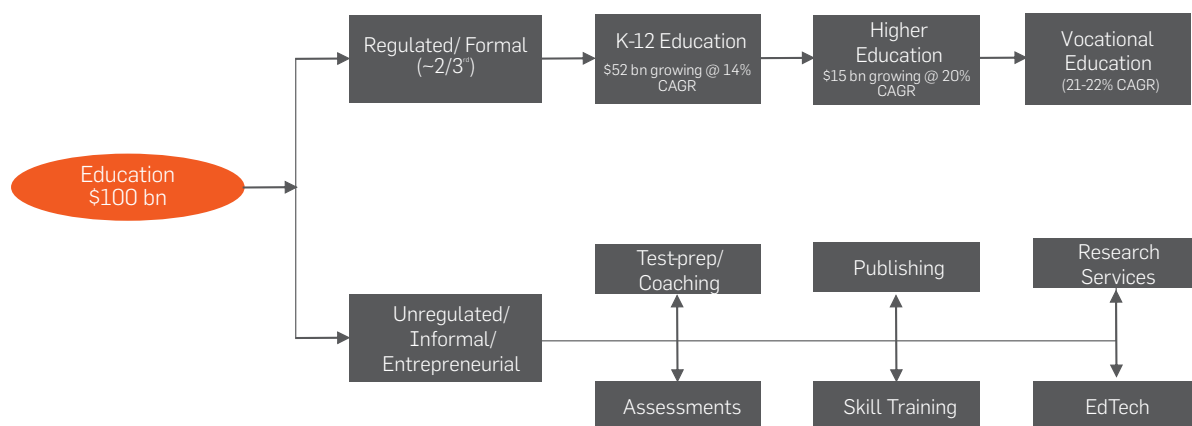 Regulated/ Formal
(~2/3rd)
K-12 Education
$52 bn growing @ 14%
CAGR
Higher
Education
$15 bn growing @ 20%
CAGR
Vocational
Education
(21-22% CAGR)
Education
$100 bn
Unregulated/
Informal/
Entrepreneurial
Test-prep/
Coaching
Publishing
Research
Services
Assessments
Skill Training
EdTech